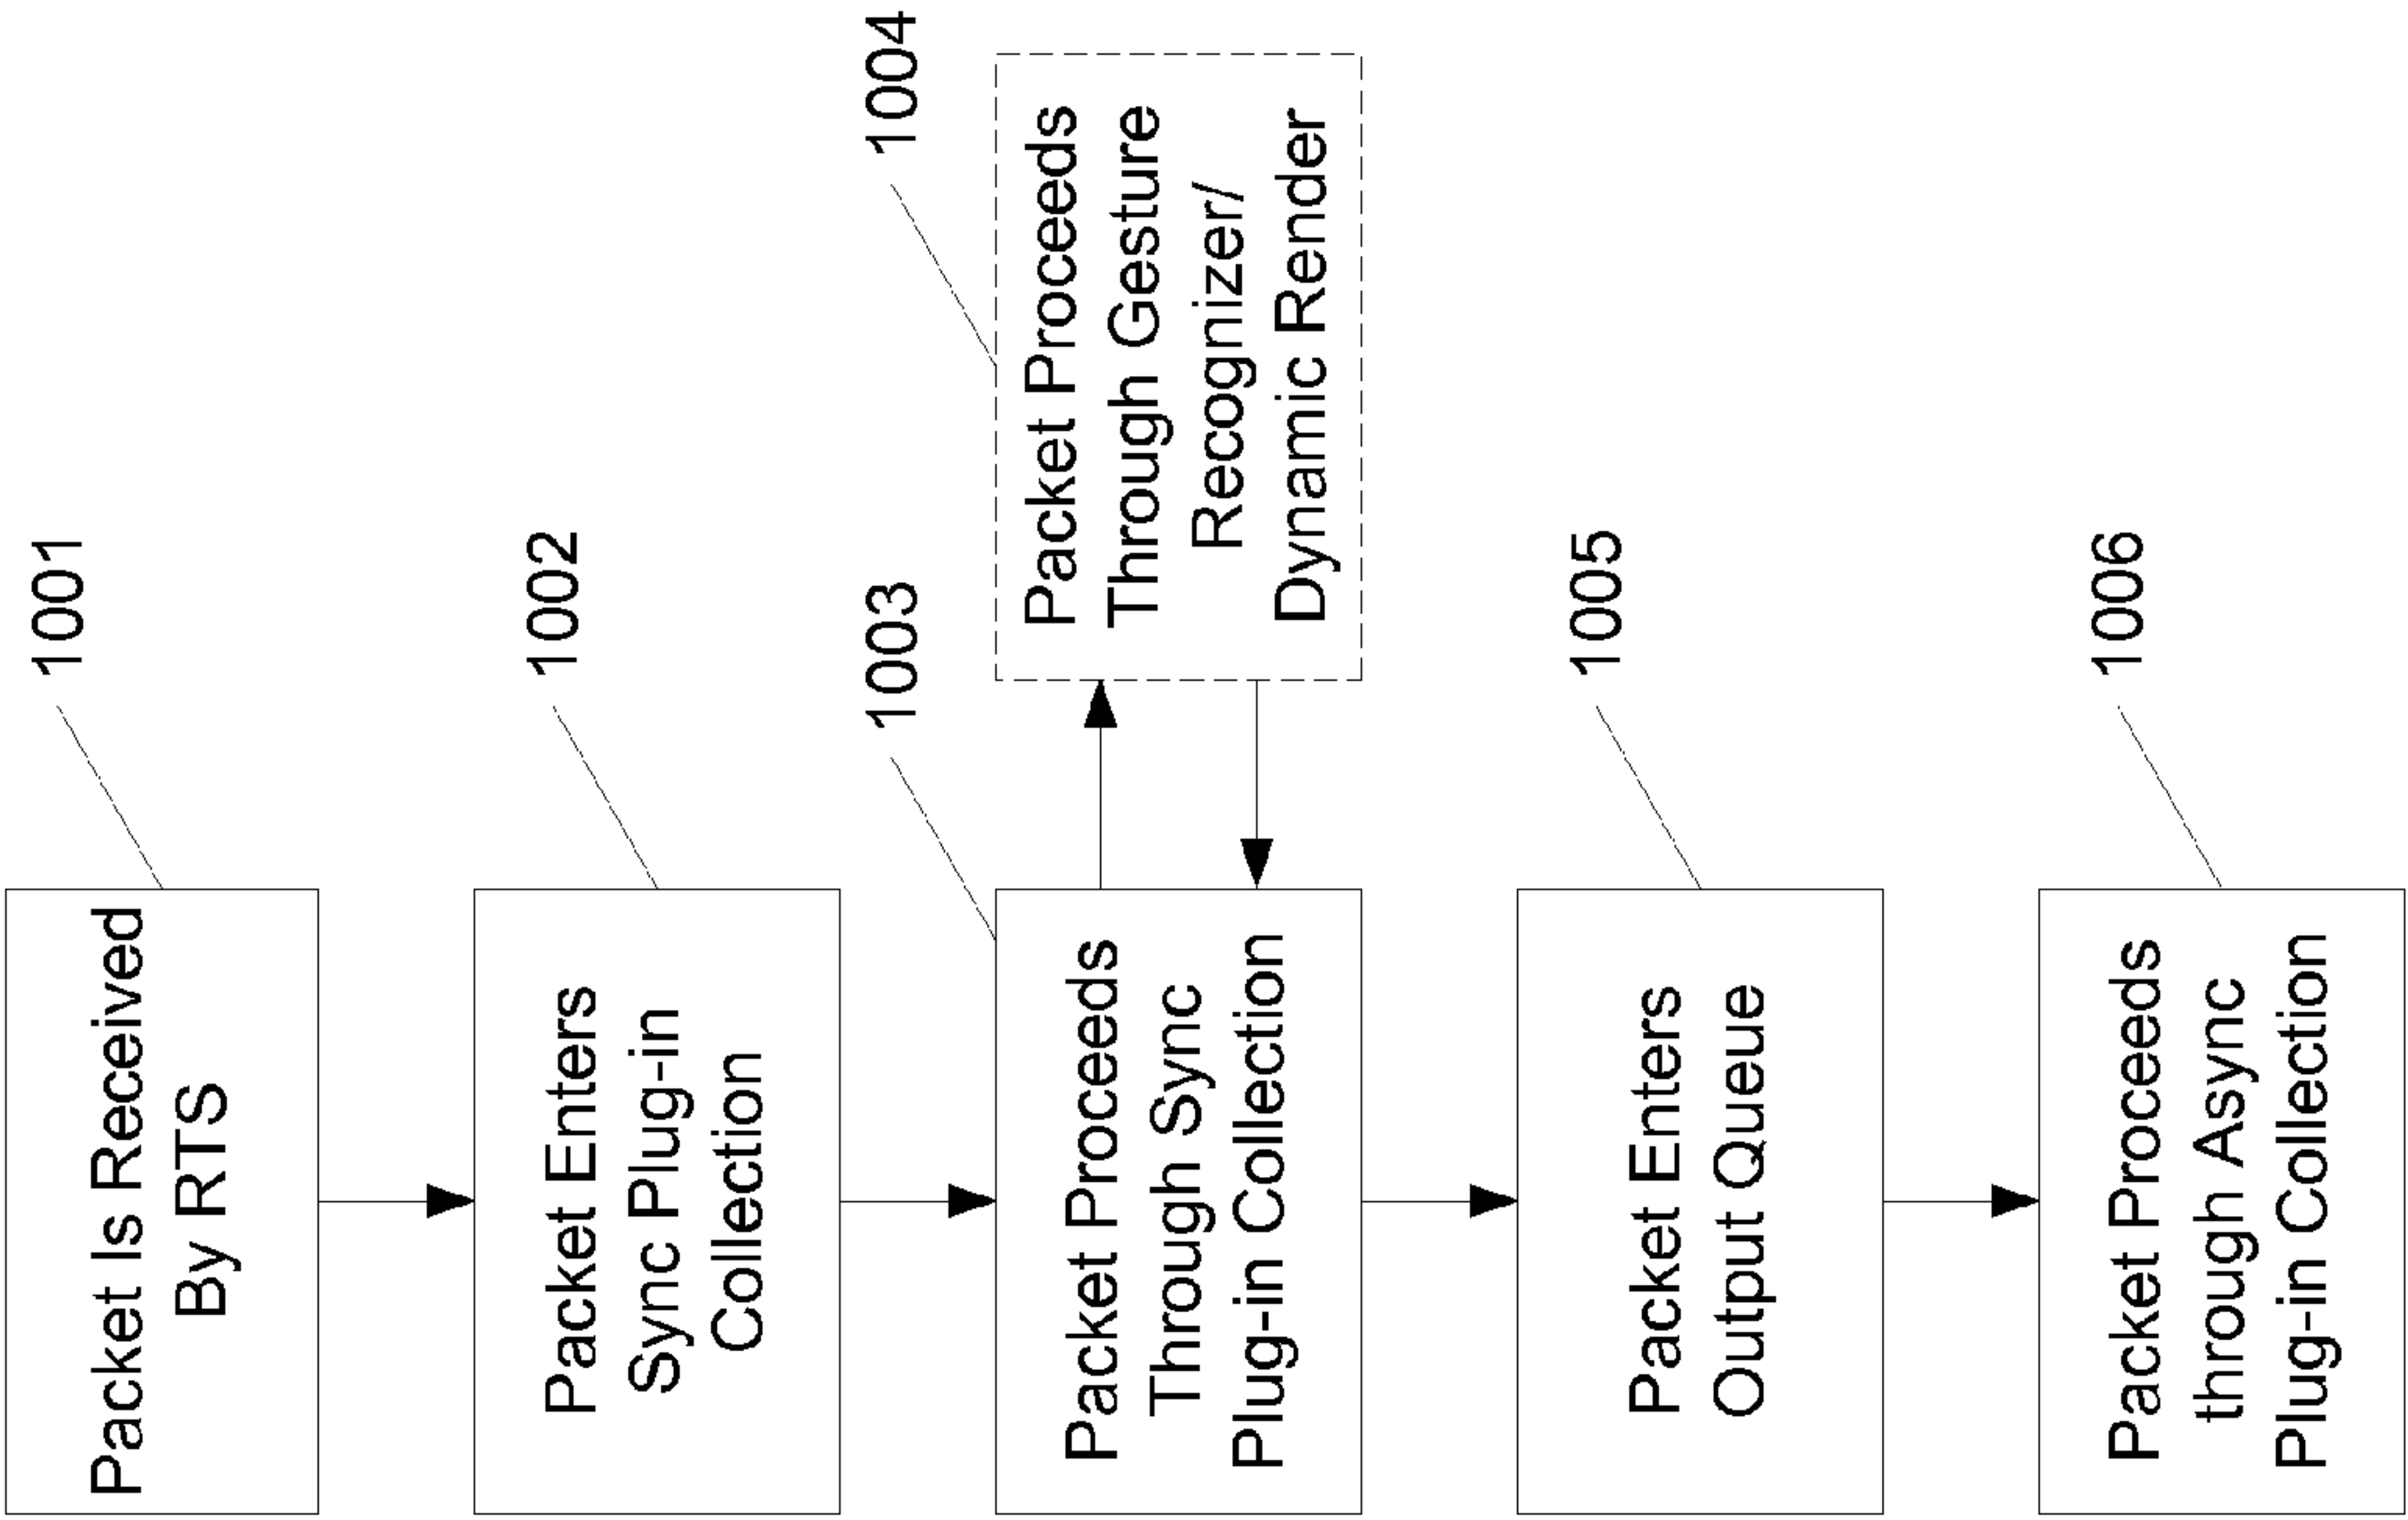 1001
Packet Is Received
By RTS
1002
Packet Enters
Sync Plug-in
Collection
1003
Packet Proceeds
Through Sync
Plug-in Collection
1004
Packet Proceeds
Through Gesture
Recognizer/
Dynamic Render
1005
Packet Enters
Output Queue
1006
Packet Proceeds
through Async
Plug-in Collection